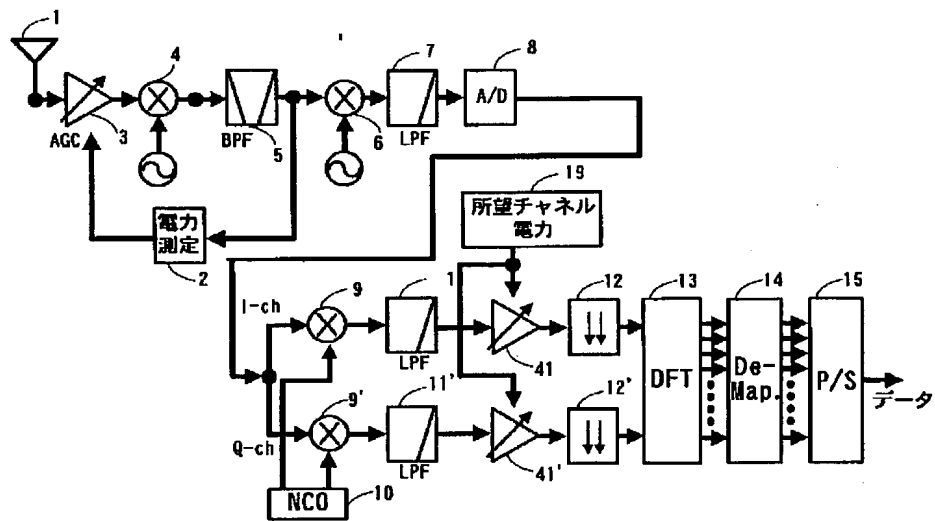 1
4
7
8
A/D
AGC
3
BPF
5
6
LPF
電力
測定
2
19
所望チャネル
電力
I-ch
9
1
LPF
41
12
13
14
15
DFT
De-
Map.
P/S
データ
Q-ch
9'
11'
LPF
41'
12'
NCO
10